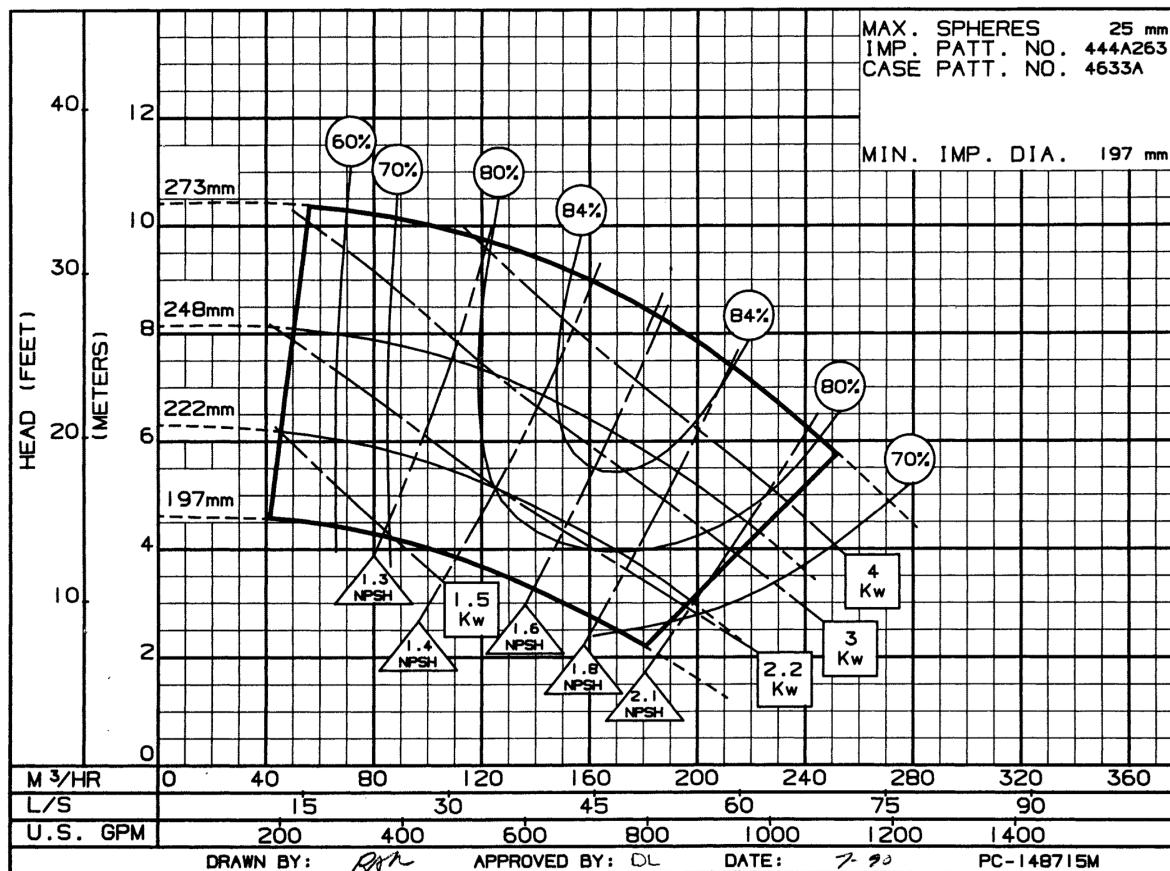 MAX. SPHERES 25 mm
IMP. PATT. NO. 444A263
CASE PATT. NO. 4633A
MIN. IMP. DIA. 197 mm
HEAD (FEET)
(METERS)
40
30
20
10
12
10
8
6
4
2
0
273mm
248mm
222mm
197mm
60%
70%
80%
84%
84%
80%
70%
1.3 NPSH
1.4 NPSH
1.6 NPSH
1.8 NPSH
2.1 NPSH
1.5 Kw
2.2 Kw
3 Kw
4 Kw
M³/HR 0 40 80 120 160 200 240 280 320 360
L/S 15 30 45 60 75 90
U.S. GPM 200 400 600 800 1000 1200 1400
DRAWN BY: APPROVED BY: DL DATE: 7-90 PC-148715M